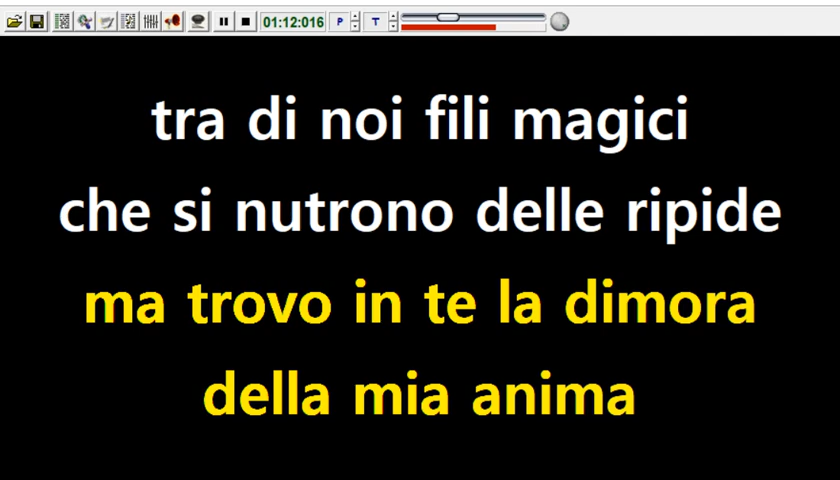 01:12:016 P T
tra di noi fili magici
che si nutrono delle ripide
ma trovo in te la dimora
della mia anima